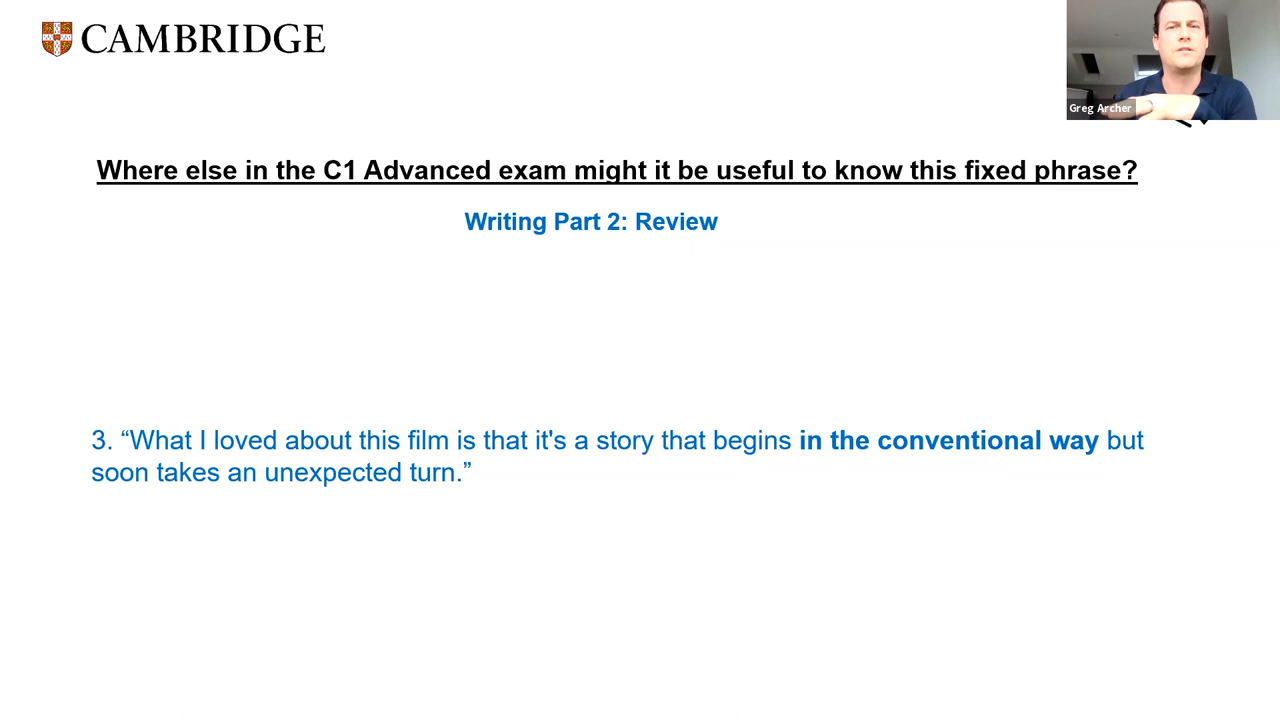 CAMBRIDGE
Greg Archer
Where else in the C1 Advanced exam might it be useful to know this fixed phrase?
Writing Part 2: Review
3. “What I loved about this film is that it's a story that begins in the conventional way but
soon takes an unexpected turn.”